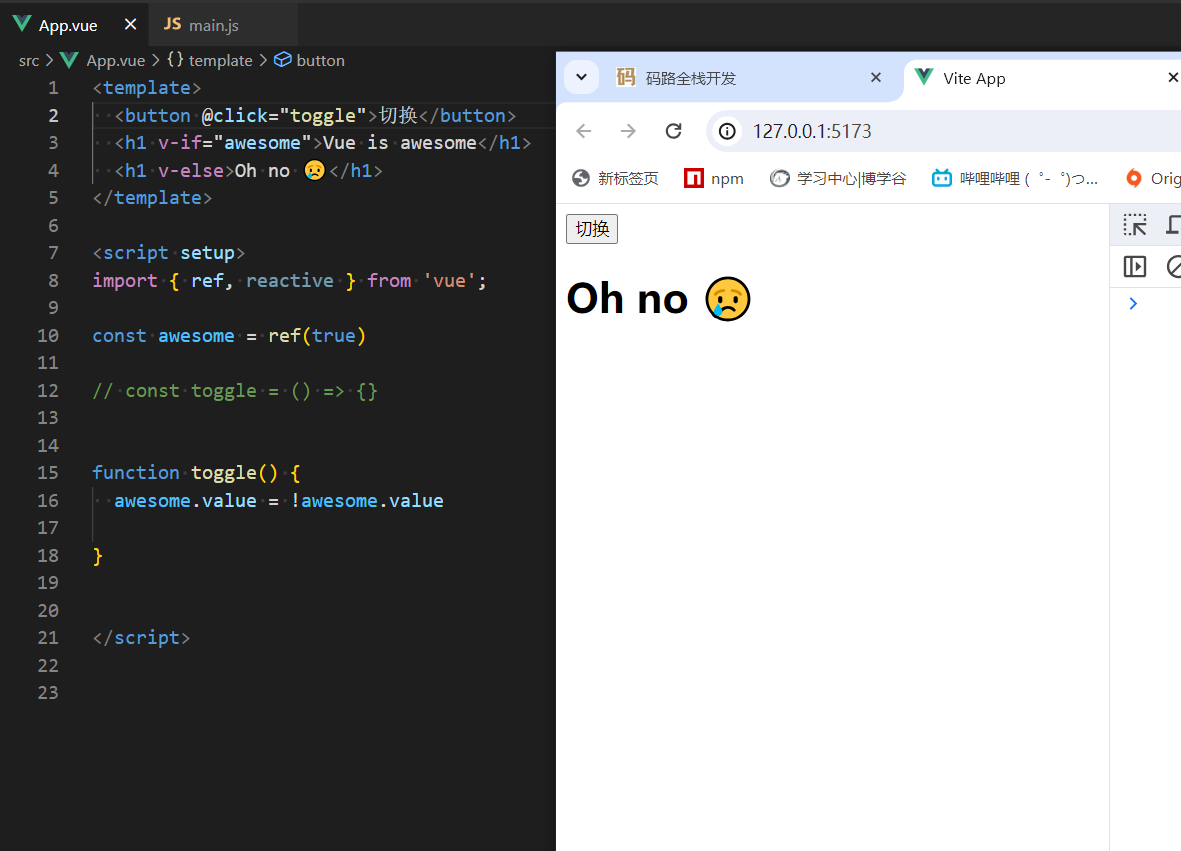 App.vue
JS main.js
src > App.vue > {} template > button
1 <template>
2 <button @click="toggle">切换</button>
3 <h1 v-if="awesome">Vue is awesome</h1>
4 <h1 v-else>Oh no 😢</h1>
5 </template>
6
7 <script setup>
8 import { ref, reactive } from 'vue';
9
10 const awesome = ref(true)
11
12 // const toggle = () => {}
13
14
15 function toggle() {
16 awesome.value = !awesome.value
17
18 }
19
20
21 </script>
22
23
码 码路全栈开发
Vite App
127.0.0.1:5173
新标签页
npm
学习中心|博学谷
哔哩哔哩 ( ゜- ゜)つ...
Orig
切换
Oh no 😢